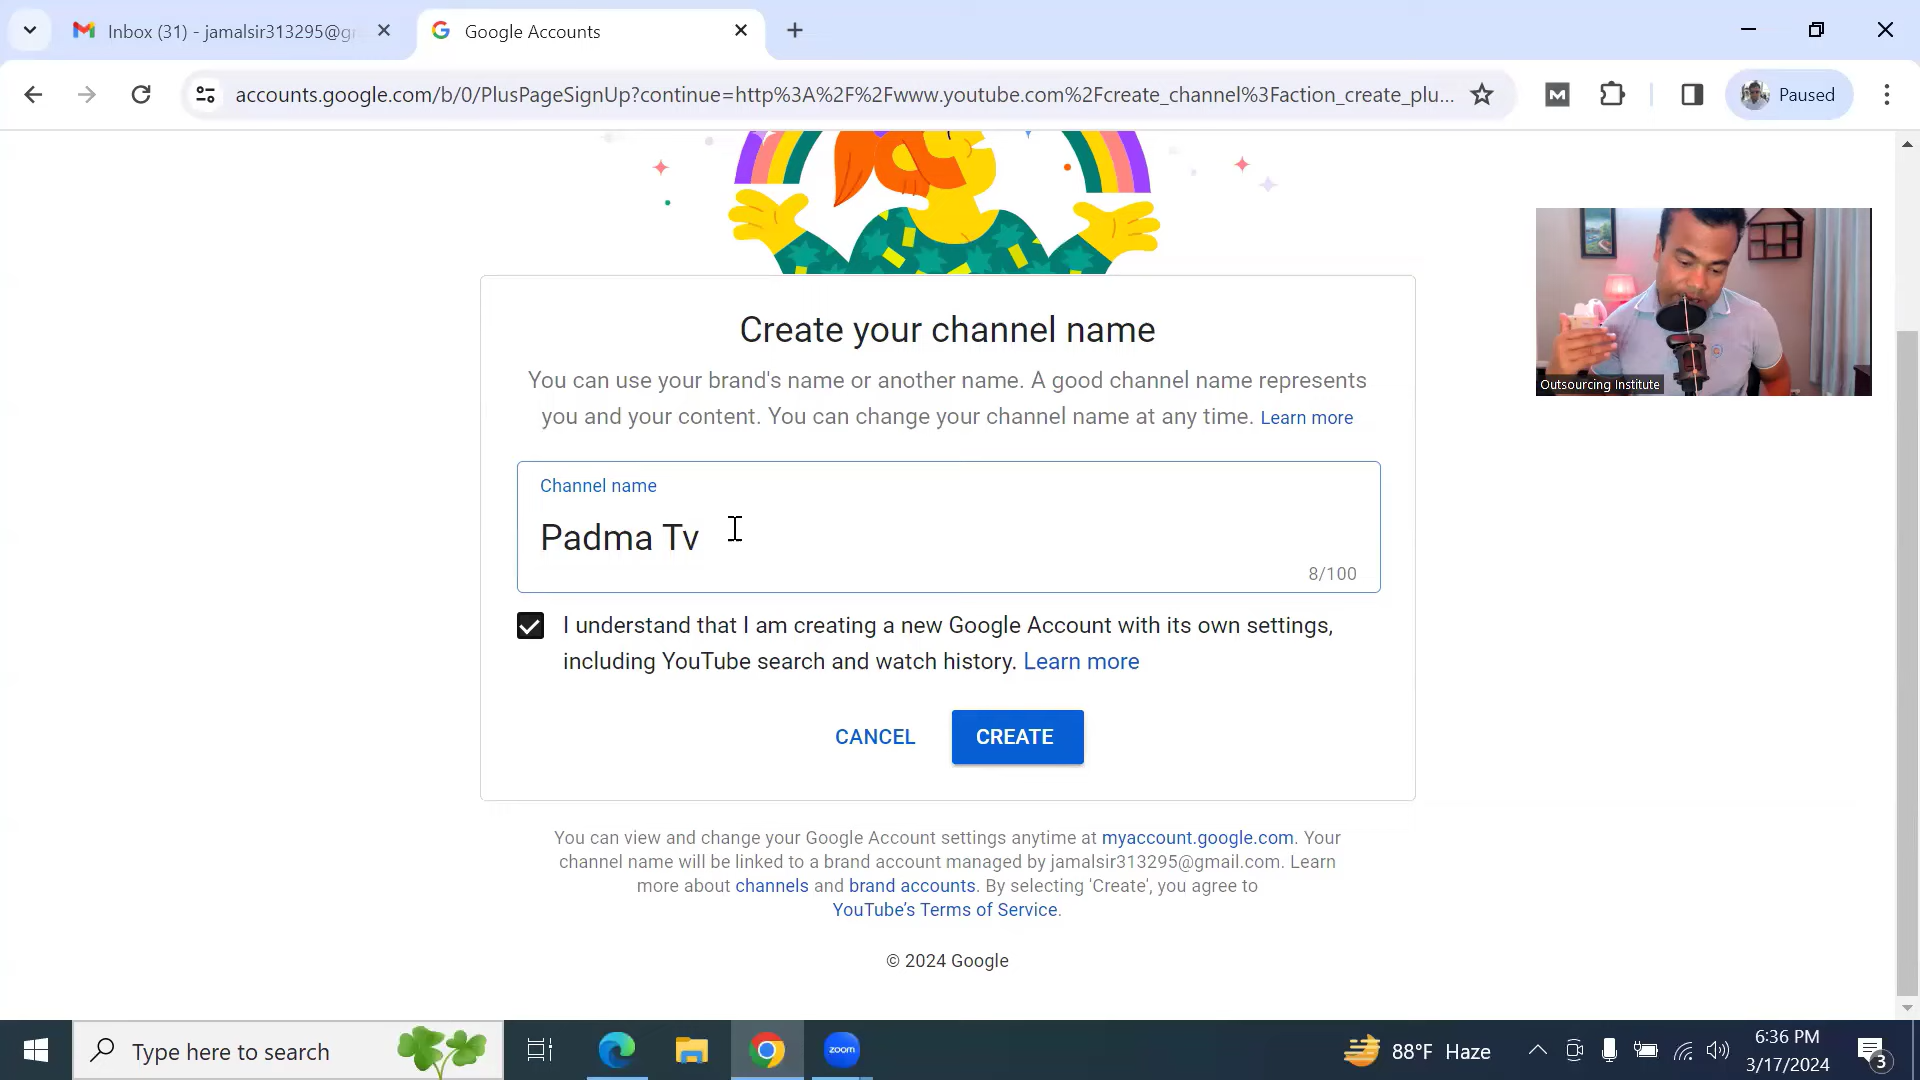 Inbox (31) - jamalsir313295@gr
Google Accounts
accounts.google.com/b/0/PlusPageSignUp?continue=http%3A%2F%2Fwww.youtube.com%2Fcreate_channel%3Faction_create_plu...
M
Paused
Outsourcing Institute
Create your channel name
You can use your brand's name or another name. A good channel name represents
you and your content. You can change your channel name at any time. Learn more
Channel name
Padma Tv
8/100
I understand that I am creating a new Google Account with its own settings,
including YouTube search and watch history. Learn more
CANCEL
CREATE
You can view and change your Google Account settings anytime at myaccount.google.com. Your
channel name will be linked to a brand account managed by jamalsir313295@gmail.com. Learn
more about channels and brand accounts. By selecting 'Create', you agree to
YouTube's Terms of Service.
© 2024 Google
Type here to search
zoom
88°F Haze
6:36 PM
3/17/2024
3